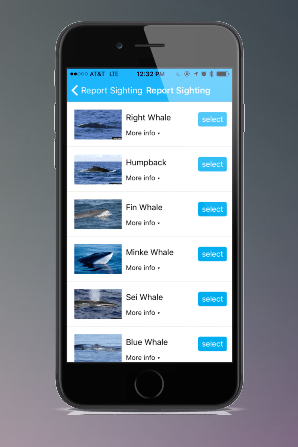 AT&T LTE 12:32 PM
Report Sighting Report Sighting
Right Whale
select
More info
Humpback
select
More info
Fin Whale
select
More info
Minke Whale
select
More info
Sei Whale
select
More info
Blue Whale
select
More info